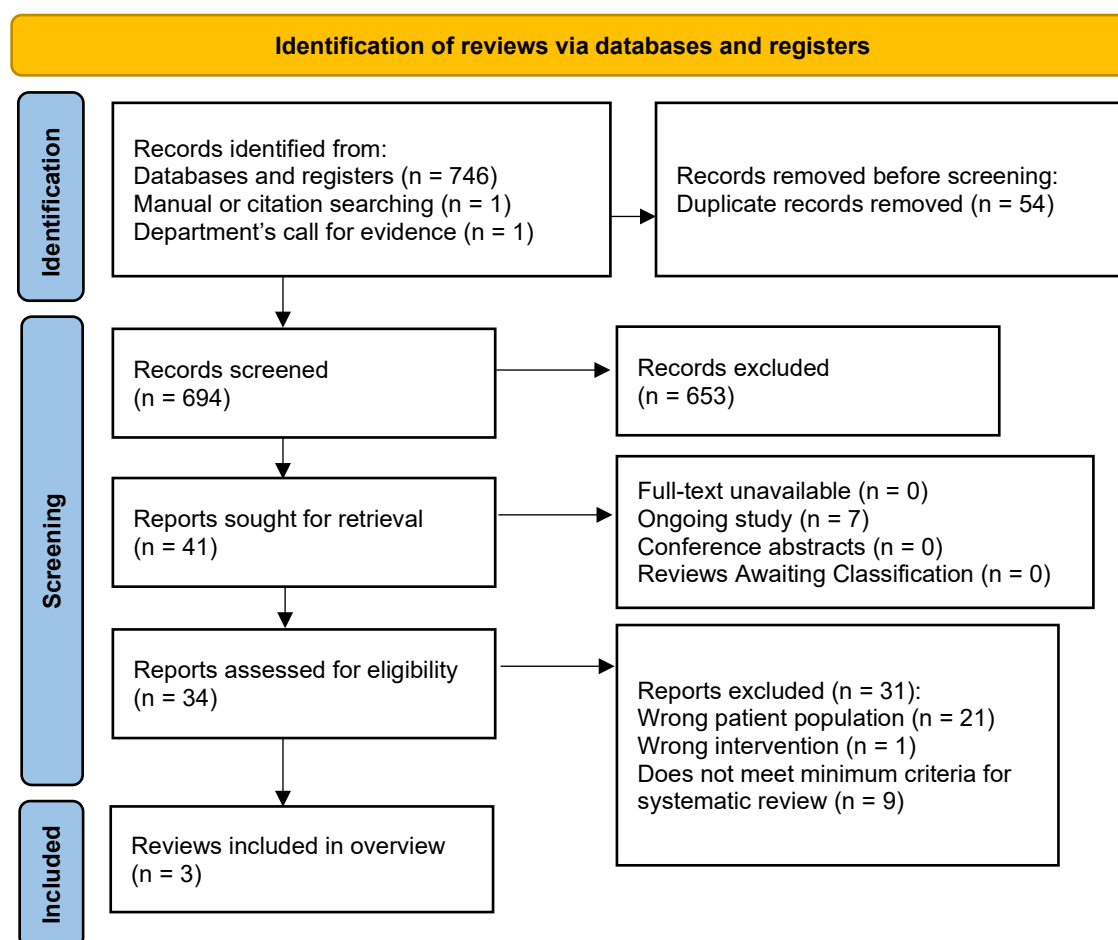 Identification of reviews via databases and registers
Identification
Records identified from:
Databases and registers (n = 746)
Manual or citation searching (n = 1)
Department’s call for evidence (n = 1)
Records removed before screening:
Duplicate records removed (n = 54)
Screening
Records screened
(n = 694)
Records excluded
(n = 653)
Reports sought for retrieval
(n = 41)
Full-text unavailable (n = 0)
Ongoing study (n = 7)
Conference abstracts (n = 0)
Reviews Awaiting Classification (n = 0)
Reports assessed for eligibility
(n = 34)
Reports excluded (n = 31):
Wrong patient population (n = 21)
Wrong intervention (n = 1)
Does not meet minimum criteria for
systematic review (n = 9)
Included
Reviews included in overview
(n = 3)